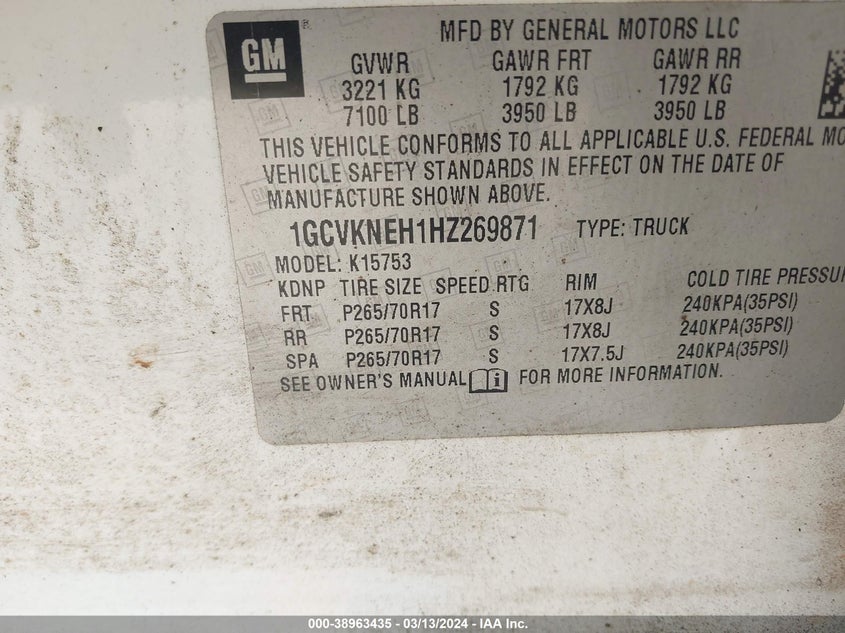 GM
MFD BY GENERAL MOTORS LLC
GVWR GAWR FRT GAWR RR
3221 KG 1792 KG 1792 KG
7100 LB 3950 LB 3950 LB
THIS VEHICLE CONFORMS TO ALL APPLICABLE U.S. FEDERAL MO
VEHICLE SAFETY STANDARDS IN EFFECT ON THE DATE OF
MANUFACTURE SHOWN ABOVE.
1GCVKNEH1HZ269871 TYPE: TRUCK
MODEL: K15753
KDNP TIRE SIZE SPEED RTG RIM COLD TIRE PRESSUR
FRT P265/70R17 S 17X8J 240KPA(35PSI)
RR P265/70R17 S 17X8J 240KPA(35PSI)
SPA P265/70R17 S 17X7.5J 240KPA(35PSI)
SEE OWNER'S MANUAL i FOR MORE INFORMATION.
000-38963435 - 03/13/2024 - IAA Inc.